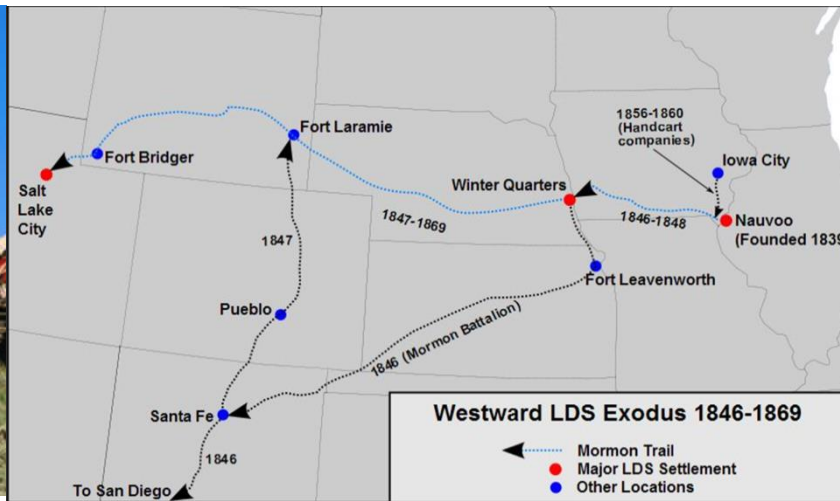 1856-1860
(Handcart
companies)
Iowa City
Fort Laramie
Fort Bridger
Winter Quarters
Salt
Lake
City
1847-1869
1846-1848
Nauvoo
(Founded 1839
1847
Fort Leavenworth
Pueblo
1846 (Mormon Battalion)
Santa Fe
1846
To San Diego
Westward LDS Exodus 1846-1869
Mormon Trail
Major LDS Settlement
Other Locations